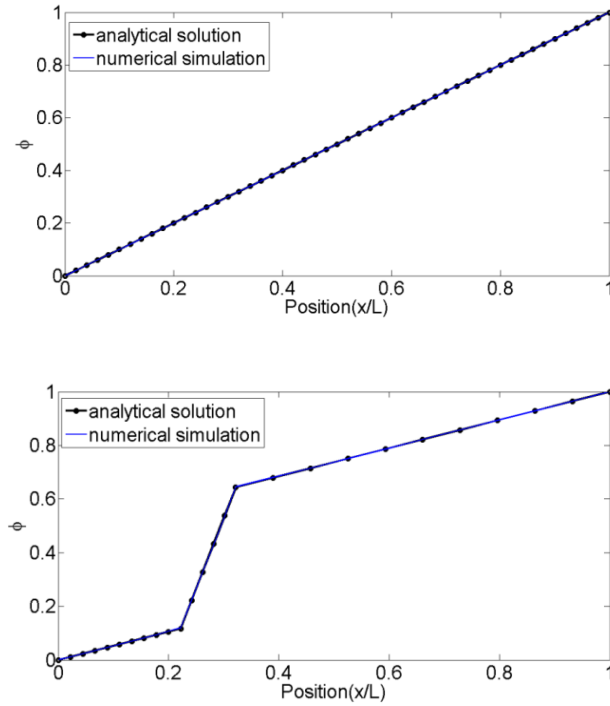 1
analytical solution
numerical simulation
0.8
0.6
ϕ
0.4
0.2
0
0 0.2 0.4 0.6 0.8 1
Position(x/L)
1
analytical solution
numerical simulation
0.8
0.6
ϕ
0.4
0.2
0
0 0.2 0.4 0.6 0.8 1
Position(x/L)